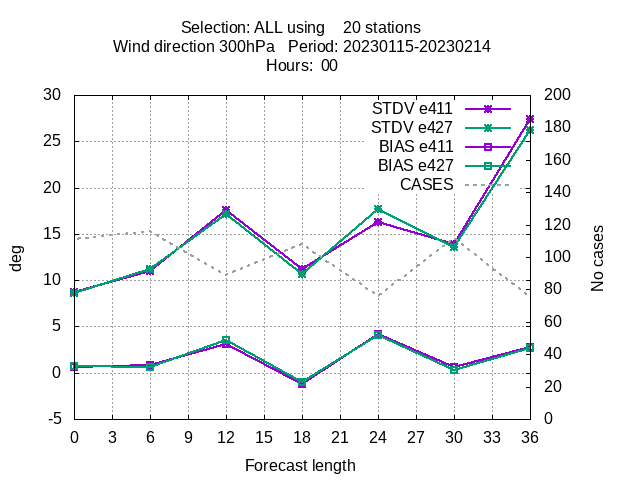 Selection: ALL using    20 stations
Wind direction 300hPa   Period: 20230115-20230214
Hours:  00
30 200
STDV e411
25 180
STDV e427
160
BIAS e411
20 140
BIAS e427
CASES
15 120
10 100
80
5 60
0 40
20
-5 0
deg
No cases
0 3 6 9 12 15 18 21 24 27 30 33 36
Forecast length